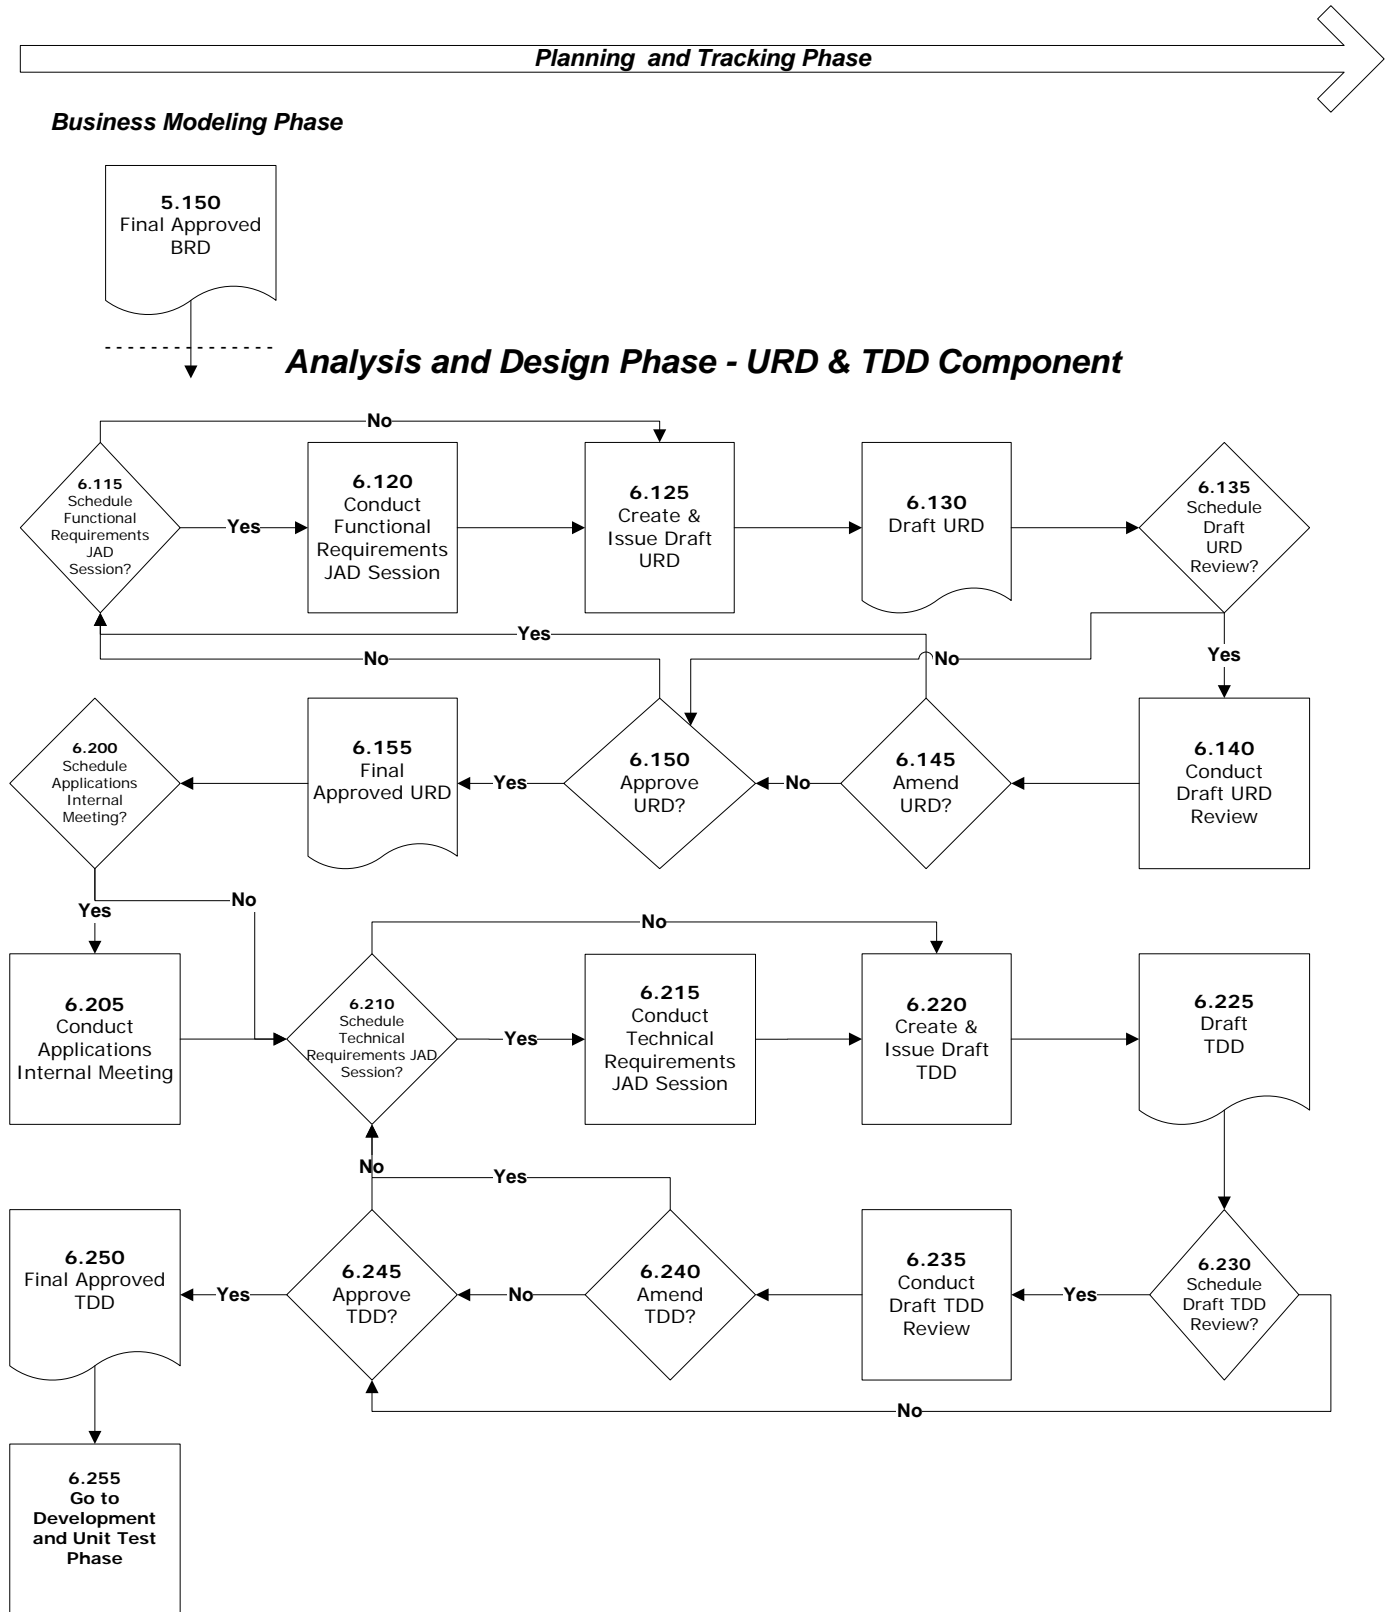 Planning and Tracking Phase
Business Modeling Phase
5.150
Final Approved
BRD
Analysis and Design Phase - URD & TDD Component
No
6.115
Schedule
Functional
Requirements
JAD
Session?
Yes
6.120
Conduct
Functional
Requirements
JAD Session
6.125
Create &
Issue Draft
URD
6.130
Draft URD
6.135
Schedule
Draft
URD
Review?
Yes
No
No
Yes
6.200
Schedule
Applications
Internal
Meeting?
6.155
Final
Approved URD
Yes
6.150
Approve
URD?
No
6.145
Amend
URD?
6.140
Conduct
Draft URD
Review
Yes
No
No
6.205
Conduct
Applications
Internal Meeting
6.210
Schedule
Technical
Requirements JAD
Session?
Yes
6.215
Conduct
Technical
Requirements
JAD Session
6.220
Create &
Issue Draft
TDD
6.225
Draft
TDD
No
Yes
6.250
Final Approved
TDD
Yes
6.245
Approve
TDD?
No
6.240
Amend
TDD?
6.235
Conduct
Draft TDD
Review
Yes
6.230
Schedule
Draft TDD
Review?
No
6.255
Go to
Development
and Unit Test
Phase